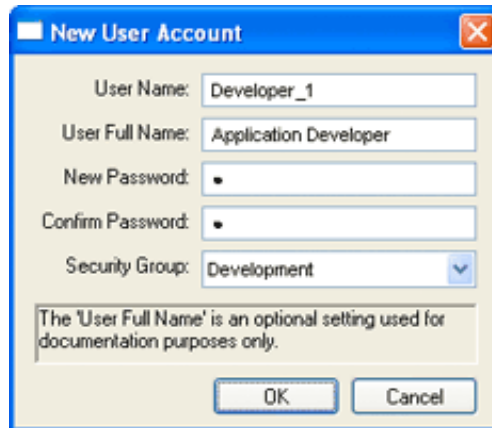 New User Account
User Name: Developer_1
User Full Name: Application Developer
New Password: •
Confirm Password: •
Security Group: Development
The 'User Full Name' is an optional setting used for
documentation purposes only.
OK Cancel